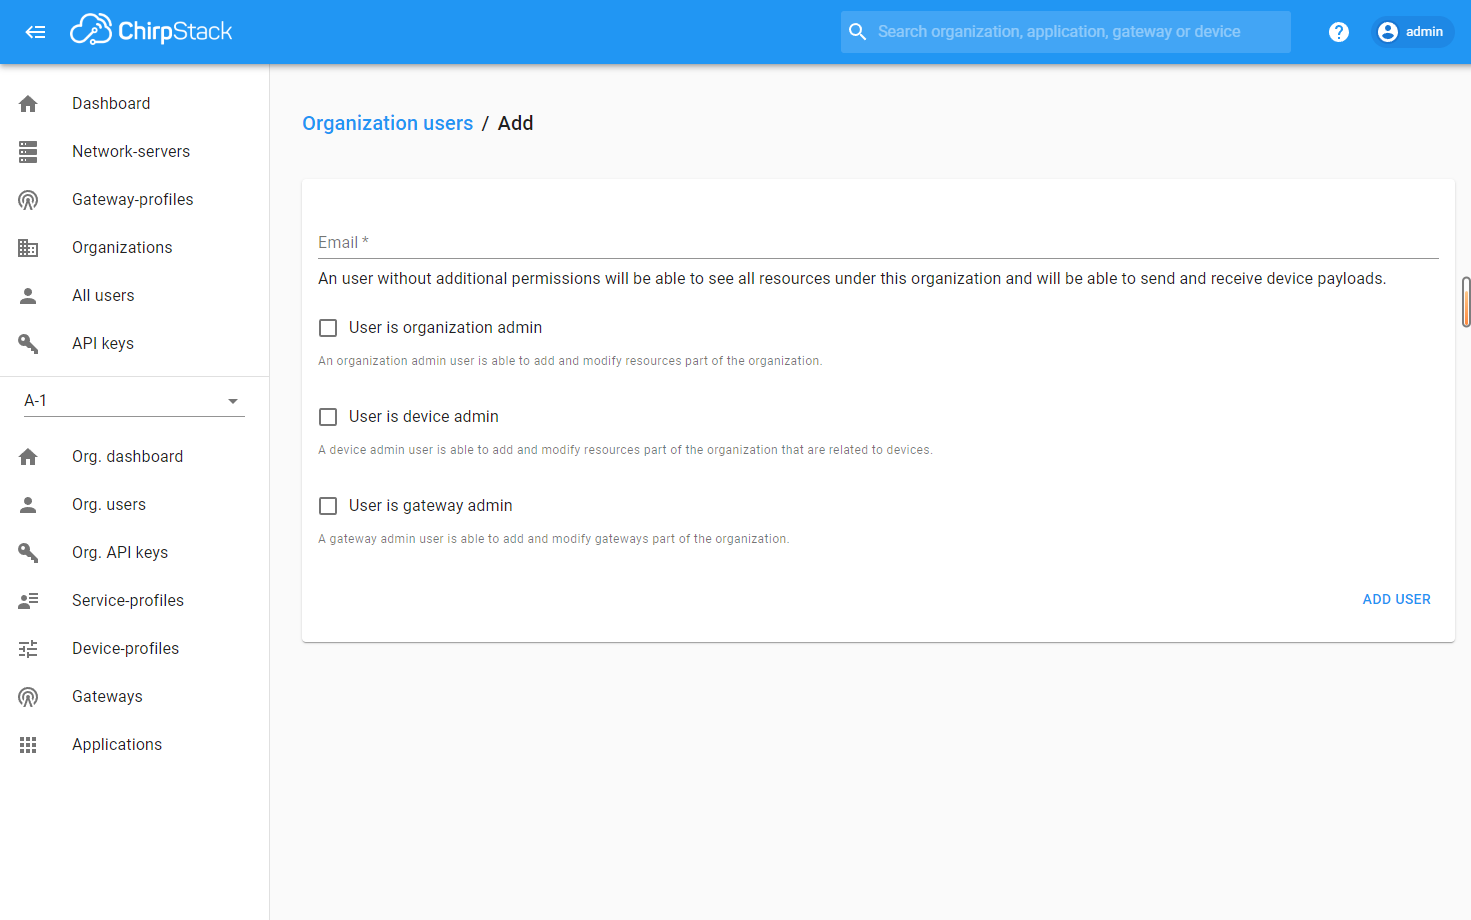 ChirpStack
Search organization, application, gateway or device
admin
Dashboard
Network-servers
Gateway-profiles
Organizations
All users
API keys
A-1
Org. dashboard
Org. users
Org. API keys
Service-profiles
Device-profiles
Gateways
Applications
Organization users / Add
Email *
An user without additional permissions will be able to see all resources under this organization and will be able to send and receive device payloads.
User is organization admin
An organization admin user is able to add and modify resources part of the organization.
User is device admin
A device admin user is able to add and modify resources part of the organization that are related to devices.
User is gateway admin
A gateway admin user is able to add and modify gateways part of the organization.
ADD USER